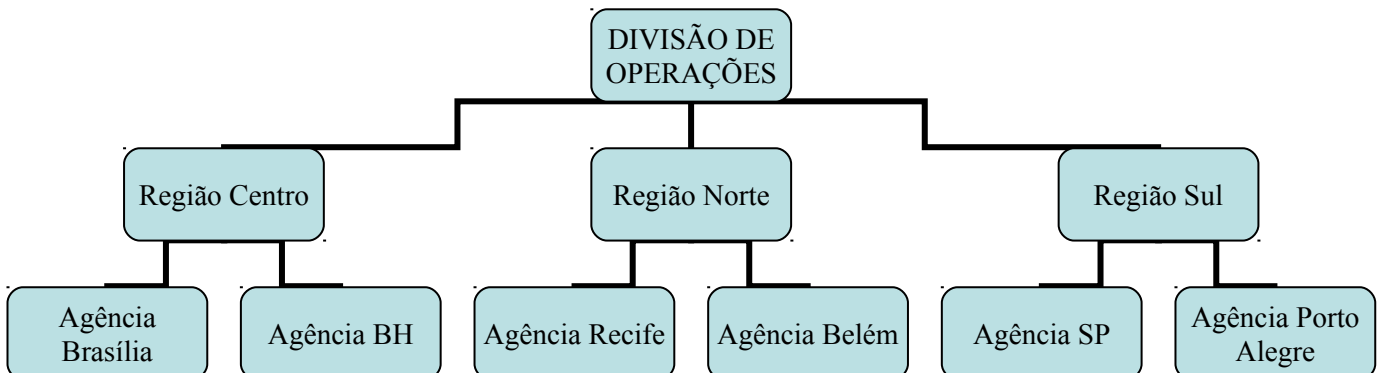 DIVISÃO DE
OPERAÇÕES
Região Centro
Região Norte
Região Sul
Agência
Brasília
Agência BH
Agência Recife
Agência Belém
Agência SP
Agência Porto
Alegre